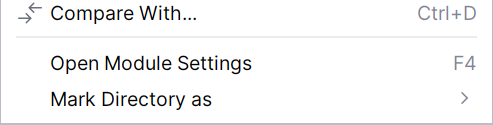 Compare With... Ctrl+D
Open Module Settings F4
Mark Directory as